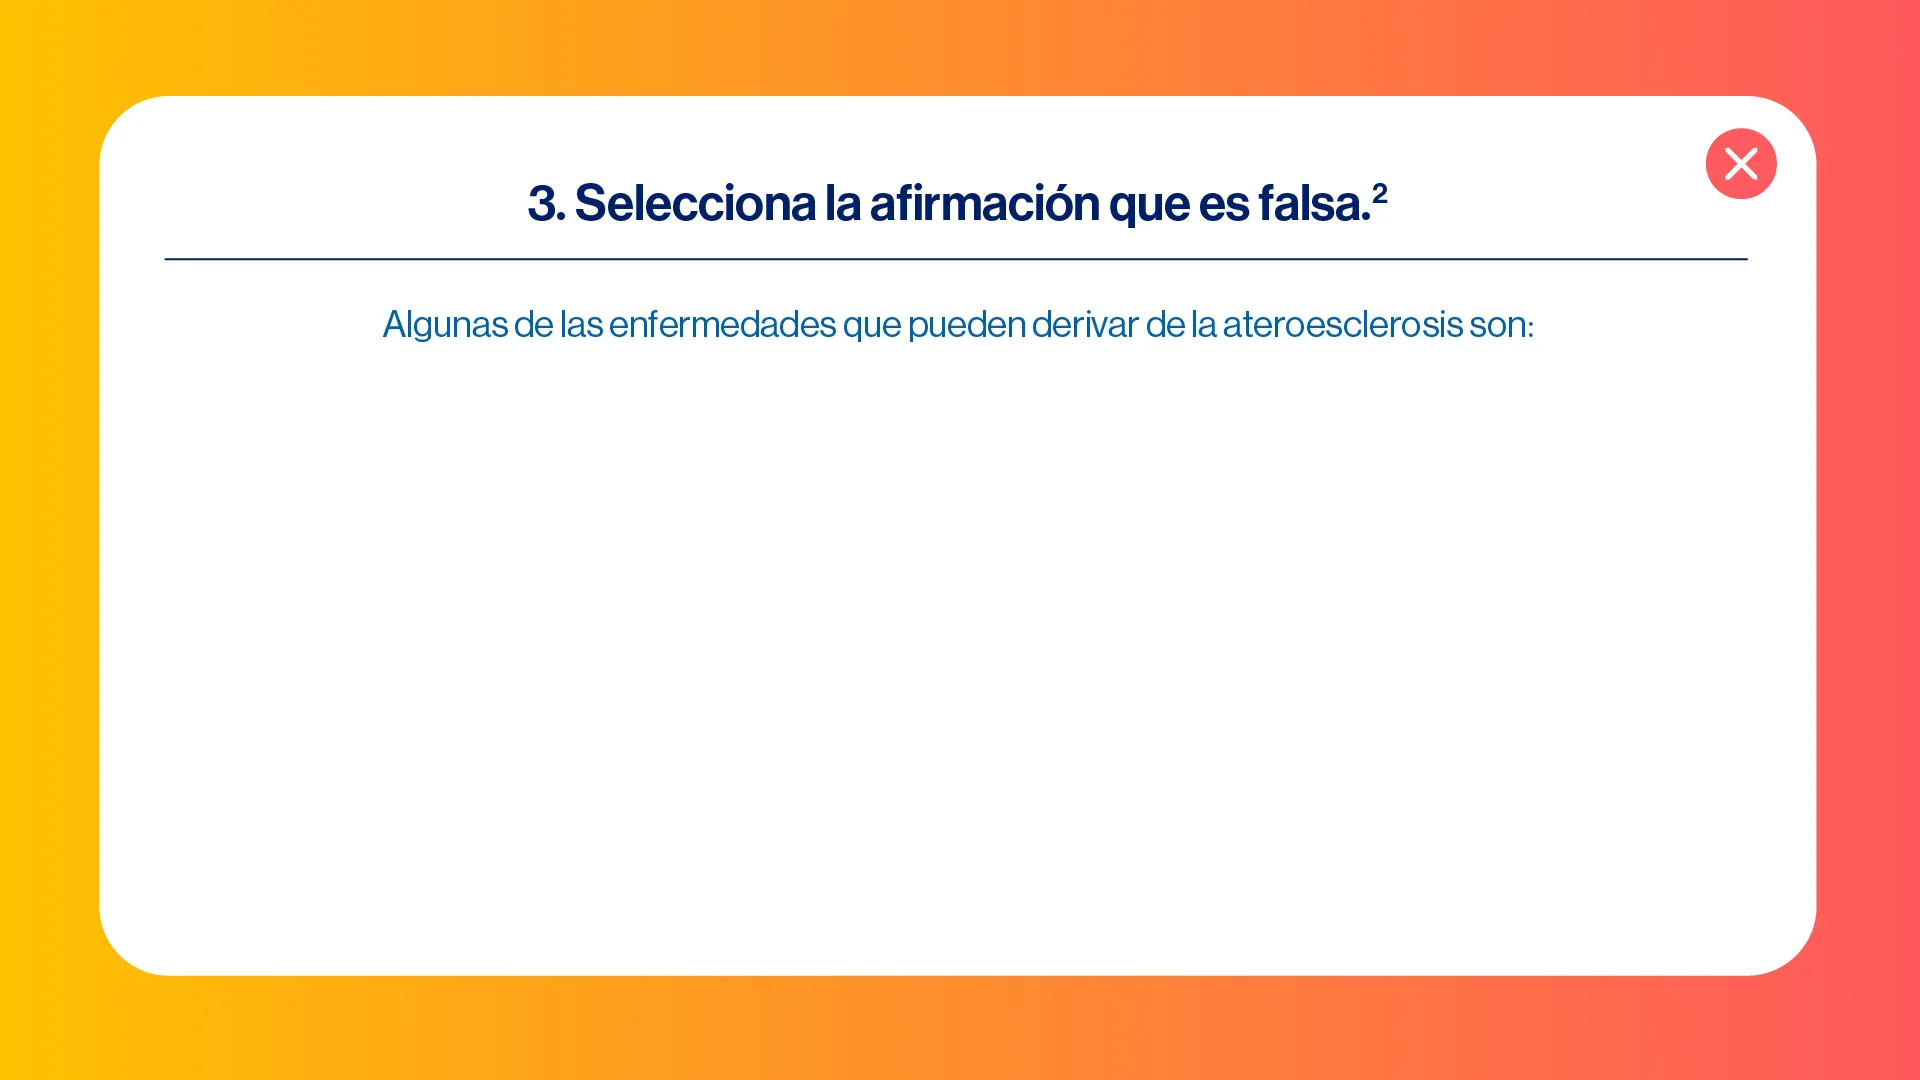 3. Selecciona la afirmación que es falsa.²
Algunas de las enfermedades que pueden derivar de la ateroesclerosis son: